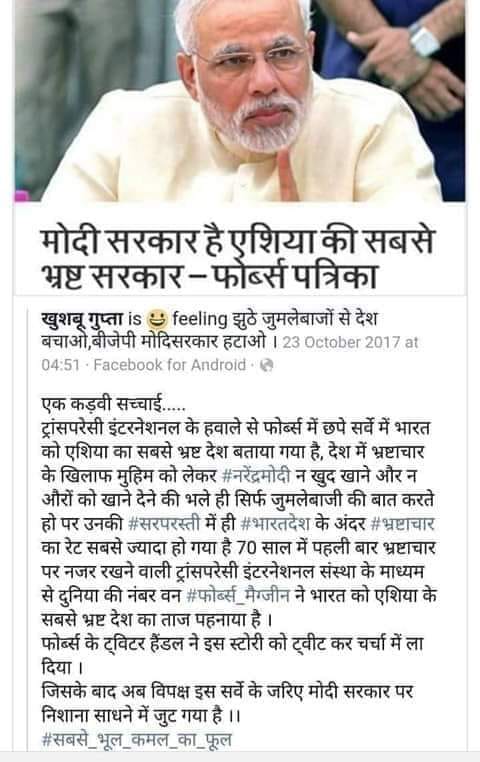 मोदी सरकार है एशिया की सबसे
भ्रष्ट सरकार – फोर्ब्स पत्रिका
खुशबू गुप्ता is 😃 feeling झुठे जुमलेबाजों से देश
बचाओ,बीजेपी मोदिसरकार हटाओ । 23 October 2017 at
04:51 · Facebook for Android ·
एक कड़वी सच्चाई.....
ट्रांसपरेसी इंटरनेशनल के हवाले से फोर्ब्स में छपे सर्वे में भारत
को एशिया का सबसे भ्रष्ट देश बताया गया है, देश में भ्रष्टाचार
के खिलाफ मुहिम को लेकर #नरेंद्रमोदी न खुद खाने और न
औरों को खाने देने की भले ही सिर्फ जुमलेबाजी की बात करते
हो पर उनकी #सरपरस्ती में ही #भारतदेश के अंदर #भ्रष्टाचार
का रेट सबसे ज्यादा हो गया है 70 साल में पहली बार भ्रष्टाचार
पर नजर रखने वाली ट्रांसपरेसी इंटरनेशनल संस्था के माध्यम
से दुनिया की नंबर वन #फोर्ब्स_मैग्जीन ने भारत को एशिया के
सबसे भ्रष्ट देश का ताज पहनाया है ।
फोर्ब्स के ट्विटर हैंडल ने इस स्टोरी को ट्वीट कर चर्चा में ला
दिया ।
जिसके बाद अब विपक्ष इस सर्वे के जरिए मोदी सरकार पर
निशाना साधने में जुट गया है ।।
#सबसे_भूल_कमल_का_फूल